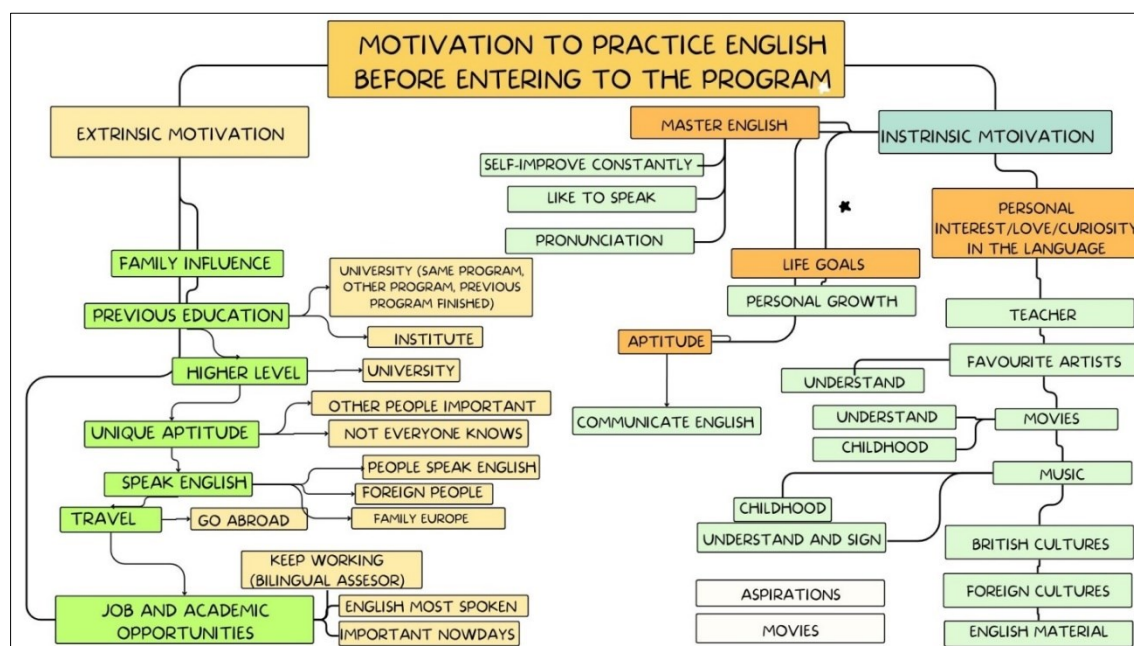 MOTIVATION TO PRACTICE ENGLISH
BEFORE ENTERING TO THE PROGRAM
EXTRINSIC MOTIVATION
FAMILY INFLUENCE
PREVIOUS EDUCATION
UNIVERSITY (SAME PROGRAM,
OTHER PROGRAM, PREVIOUS
PROGRAM FINISHED)
INSTITUTE
HIGHER LEVEL
UNIVERSITY
UNIQUE APTITUDE
OTHER PEOPLE IMPORTANT
NOT EVERYONE KNOWS
SPEAK ENGLISH
PEOPLE SPEAK ENGLISH
FOREIGN PEOPLE
FAMILY EUROPE
TRAVEL
GO ABROAD
JOB AND ACADEMIC
OPPORTUNITIES
KEEP WORKING
(BILINGUAL ASSESOR)
ENGLISH MOST SPOKEN
IMPORTANT NOWDAYS
INSTRINSIC MTOIVATION
MASTER ENGLISH
SELF-IMPROVE CONSTANTLY
LIKE TO SPEAK
PRONUNCIATION
LIFE GOALS
PERSONAL GROWTH
APTITUDE
COMMUNICATE ENGLISH
PERSONAL
INTEREST/LOVE/CURIOSITY
IN THE LANGUAGE
TEACHER
FAVOURITE ARTISTS
UNDERSTAND
MOVIES
UNDERSTAND
CHILDHOOD
MUSIC
CHILDHOOD
UNDERSTAND AND SIGN
BRITISH CULTURES
FOREIGN CULTURES
ENGLISH MATERIAL
ASPIRATIONS
MOVIES